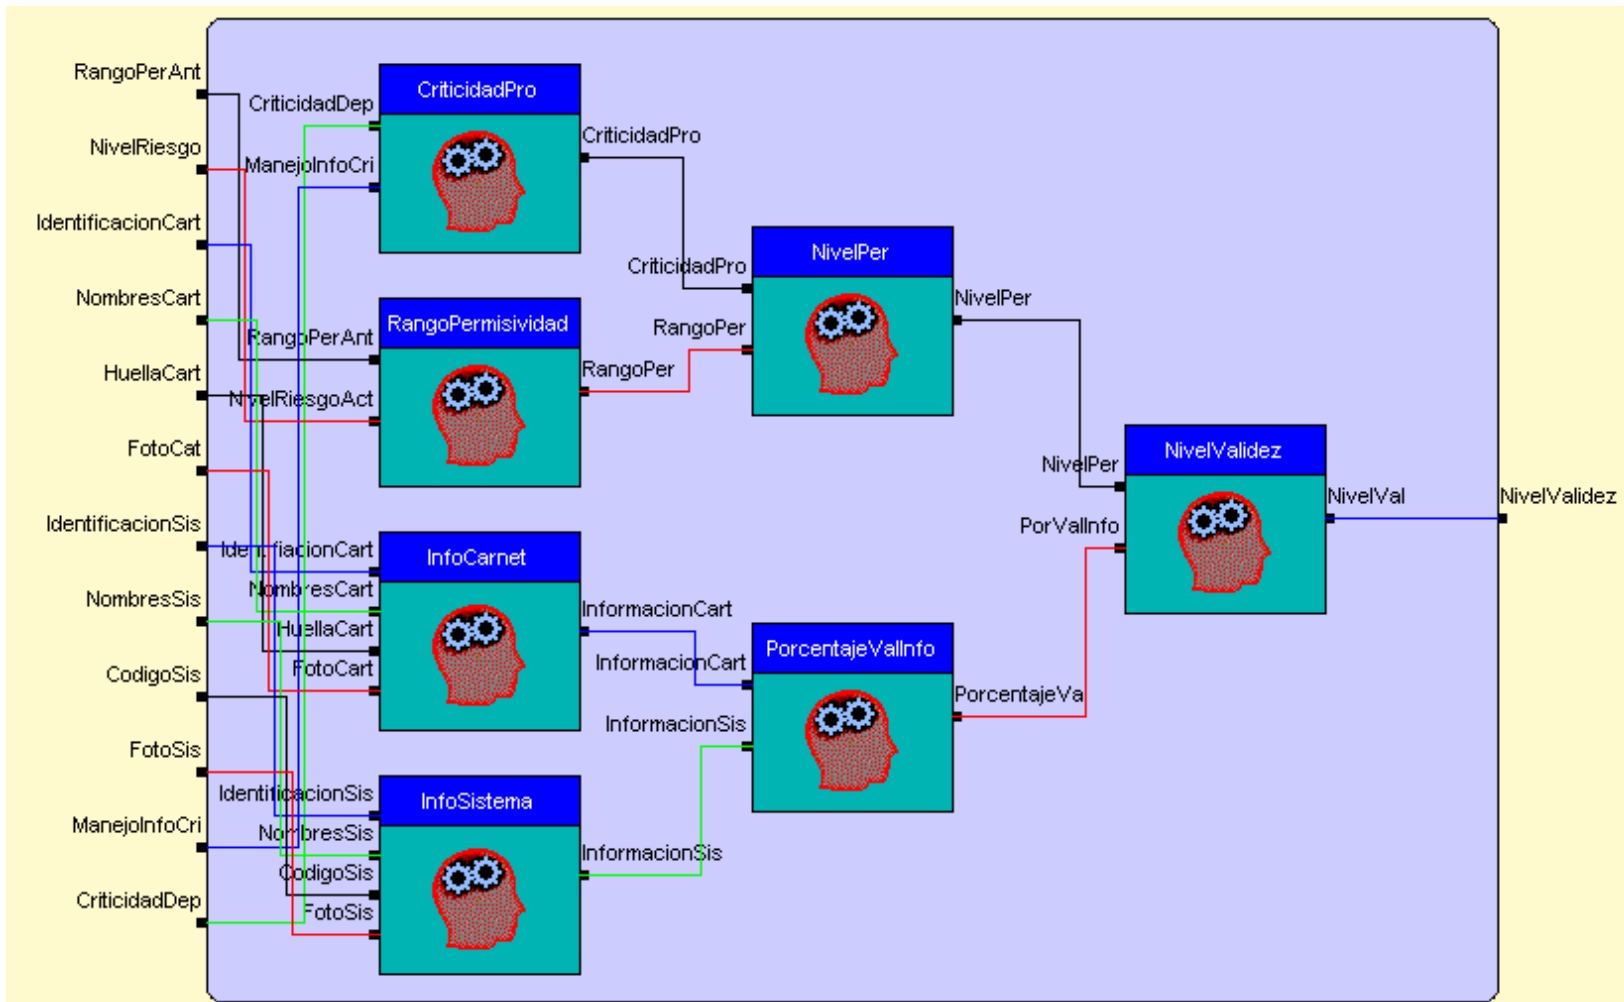 RangoPerAnt
NivelRiesgo
IdentificacionCart
NombresCart
HuellaCart
FotoCat
IdentificacionSis
NombresSis
CodigoSis
FotoSis
ManejoInfoCri
CriticidadDep
CriticidadPro
CriticidadDep
ManejoInfoCri
CriticidadPro
RangoPermisividad
RangoPerAnt
NivelRiesgoAct
RangoPer
InfoCarnet
IdentifiacionCart
NombresCart
HuellaCart
FotoCart
InformacionCart
InfoSistema
IdentificacionSis
NombresSis
CodigoSis
FotoSis
InformacionSis
NivelPer
CriticidadPro
RangoPer
NivelPer
PorcentajeValInfo
InformacionCart
InformacionSis
PorcentajeVa
NivelValidez
NivelPer
PorValInfo
NivelVal
NivelValidez